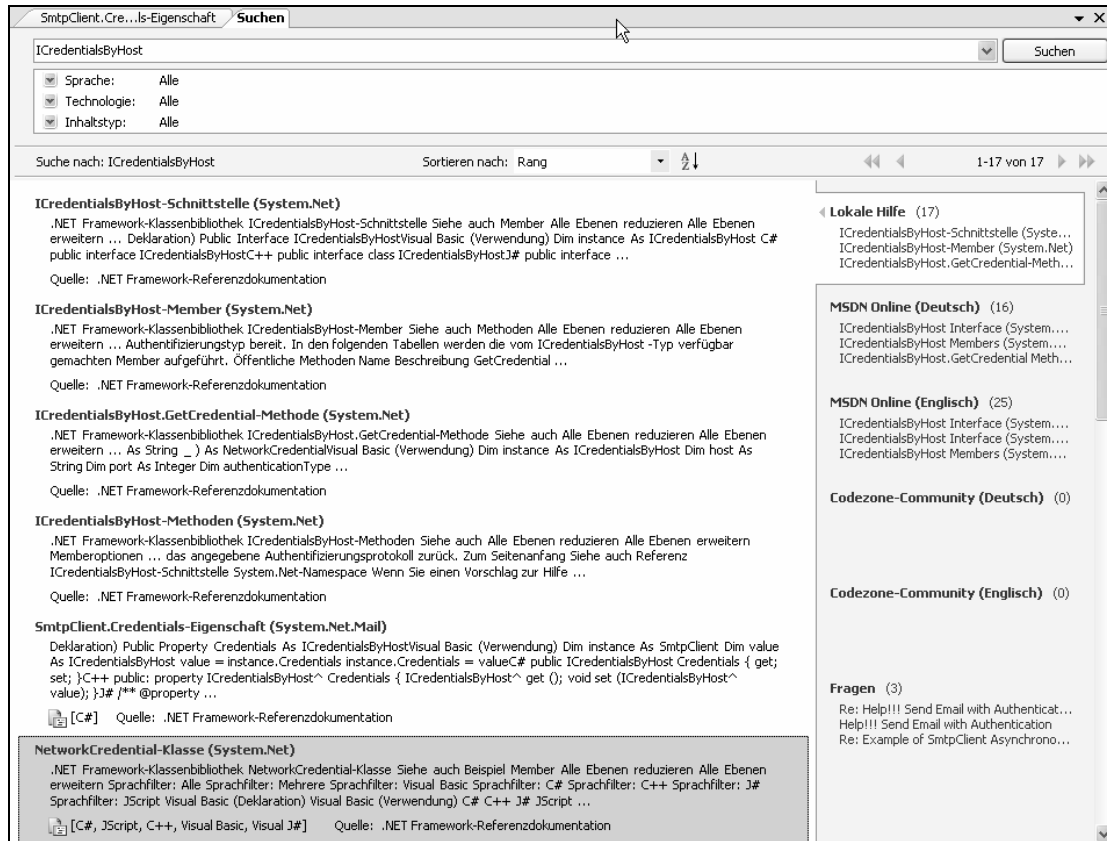 SmtpClient.Cre...ls-Eigenschaft Suchen
ICredentialsByHost Suchen
Sprache: Alle
Technologie: Alle
Inhaltstyp: Alle
Suche nach: ICredentialsByHost Sortieren nach: Rang 1-17 von 17
ICredentialsByHost-Schnittstelle (System.Net)
.NET Framework-Klassenbibliothek ICredentialsByHost-Schnittstelle Siehe auch Member Alle Ebenen reduzieren Alle Ebenen
erweitern ... Deklaration) Public Interface ICredentialsByHostVisual Basic (Verwendung) Dim instance As ICredentialsByHost C#
public interface ICredentialsByHostC++ public interface class ICredentialsByHostJ# public interface ...
Quelle: .NET Framework-Referenzdokumentation
ICredentialsByHost-Member (System.Net)
.NET Framework-Klassenbibliothek ICredentialsByHost-Member Siehe auch Methoden Alle Ebenen reduzieren Alle Ebenen
erweitern ... Authentifizierungstyp bereit. In den folgenden Tabellen werden die vom ICredentialsByHost -Typ verfügbar
gemachten Member aufgeführt. Öffentliche Methoden Name Beschreibung GetCredential ...
Quelle: .NET Framework-Referenzdokumentation
ICredentialsByHost.GetCredential-Methode (System.Net)
.NET Framework-Klassenbibliothek ICredentialsByHost.GetCredential-Methode Siehe auch Alle Ebenen reduzieren Alle Ebenen
erweitern ... As String _ ) As NetworkCredentialVisual Basic (Verwendung) Dim instance As ICredentialsByHost Dim host As
String Dim port As Integer Dim authenticationType ...
Quelle: .NET Framework-Referenzdokumentation
ICredentialsByHost-Methoden (System.Net)
.NET Framework-Klassenbibliothek ICredentialsByHost-Methoden Siehe auch Alle Ebenen reduzieren Alle Ebenen erweitern
Memberoptionen ... das angegebene Authentifizierungsprotokoll zurück. Zum Seitenanfang Siehe auch Referenz
ICredentialsByHost-Schnittstelle System.Net-Namespace Wenn Sie einen Vorschlag zur Hilfe ...
Quelle: .NET Framework-Referenzdokumentation
SmtpClient.Credentials-Eigenschaft (System.Net.Mail)
Deklaration) Public Property Credentials As ICredentialsByHostVisual Basic (Verwendung) Dim instance As SmtpClient Dim value
As ICredentialsByHost value = instance.Credentials instance.Credentials = valueC# public ICredentialsByHost Credentials { get;
set; }C++ public: property ICredentialsByHost^ Credentials { ICredentialsByHost^ get (); void set (ICredentialsByHost^
value); }J# /** @property ...
[C#] Quelle: .NET Framework-Referenzdokumentation
NetworkCredential-Klasse (System.Net)
.NET Framework-Klassenbibliothek NetworkCredential-Klasse Siehe auch Beispiel Member Alle Ebenen reduzieren Alle Ebenen
erweitern Sprachfilter: Alle Sprachfilter: Mehrere Sprachfilter: Visual Basic Sprachfilter: C# Sprachfilter: C++ Sprachfilter: J#
Sprachfilter: JScript Visual Basic (Deklaration) Visual Basic (Verwendung) C# C++ J# JScript ...
[C#, JScript, C++, Visual Basic, Visual J#] Quelle: .NET Framework-Referenzdokumentation
Lokale Hilfe (17)
ICredentialsByHost-Schnittstelle (Syste...
ICredentialsByHost-Member (System.Net)
ICredentialsByHost.GetCredential-Meth...
MSDN Online (Deutsch) (16)
ICredentialsByHost Interface (System....
ICredentialsByHost Members (System....
ICredentialsByHost.GetCredential Meth...
MSDN Online (Englisch) (25)
ICredentialsByHost Interface (System....
ICredentialsByHost Interface (System....
ICredentialsByHost Members (System....
Codezone-Community (Deutsch) (0)
Codezone-Community (Englisch) (0)
Fragen (3)
Re: Help!!! Send Email with Authenticat...
Help!!! Send Email with Authentication
Re: Example of SmtpClient Asynchrono...